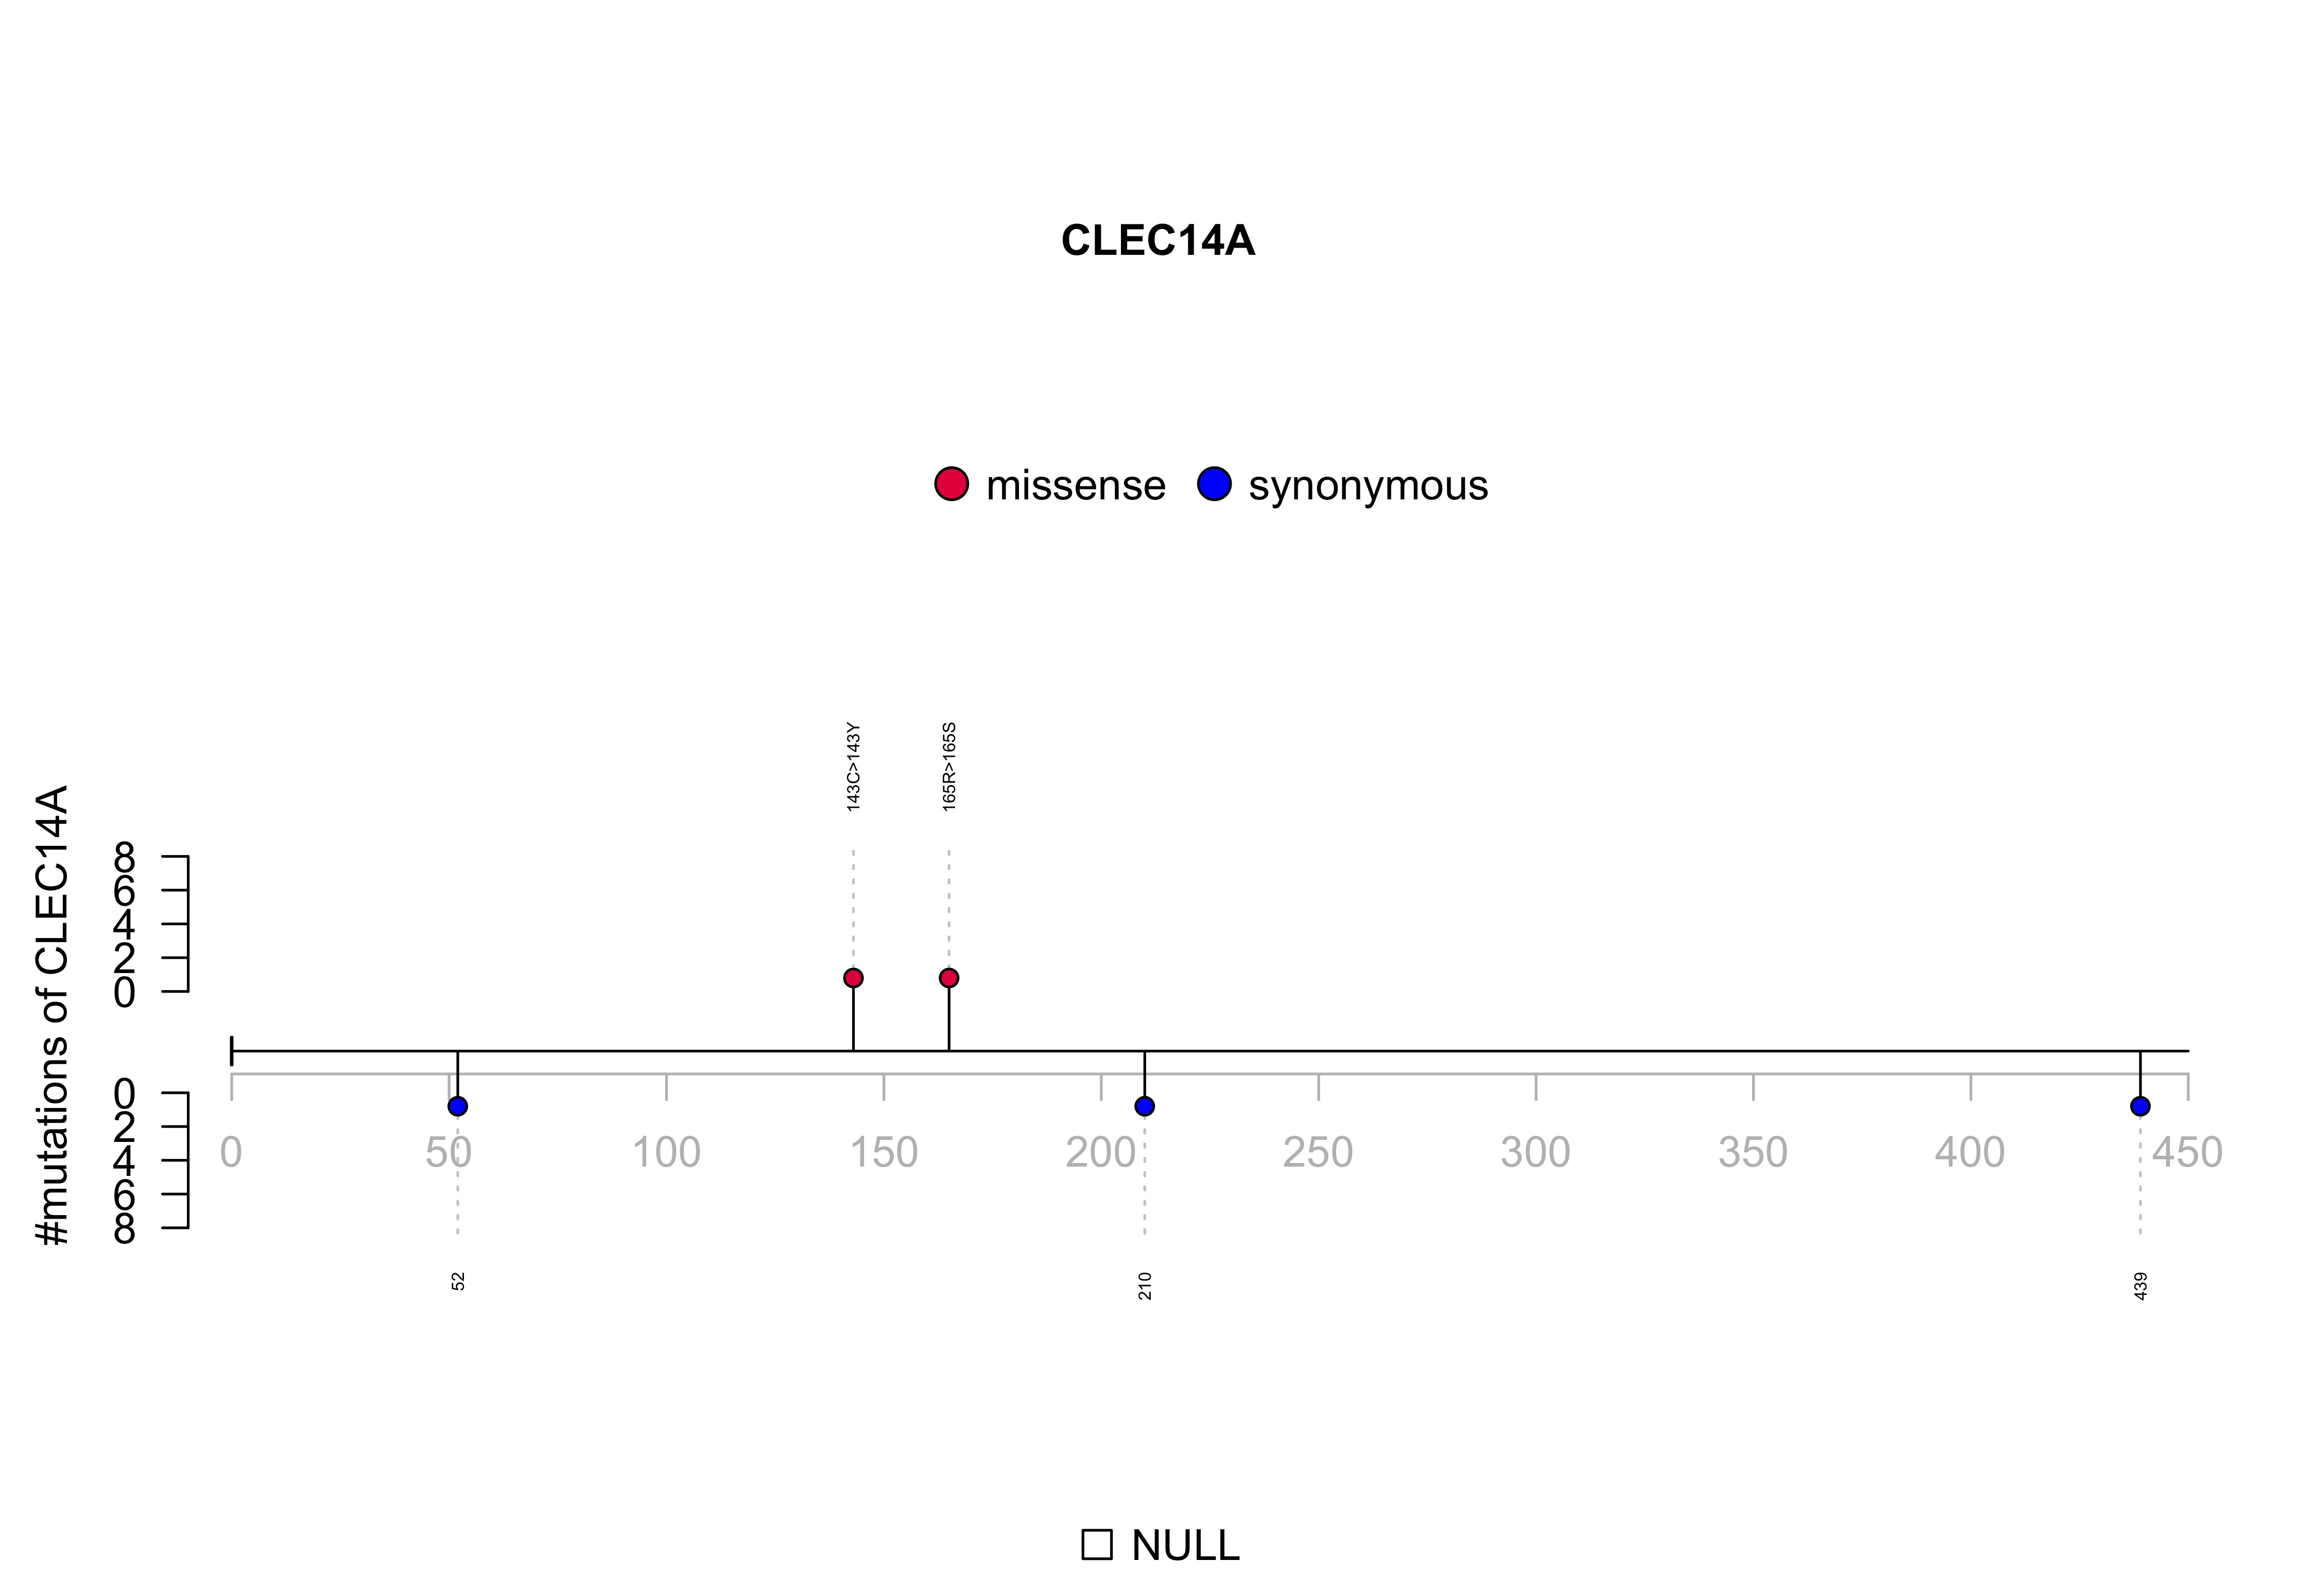 CLEC14A
missense synonymous
143C>143Y
165R>165S
#mutations of CLEC14A
8
6
4
2
0
0
2
4
6
8
0 50 100 150 200 250 300 350 400 450
52
210
439
NULL